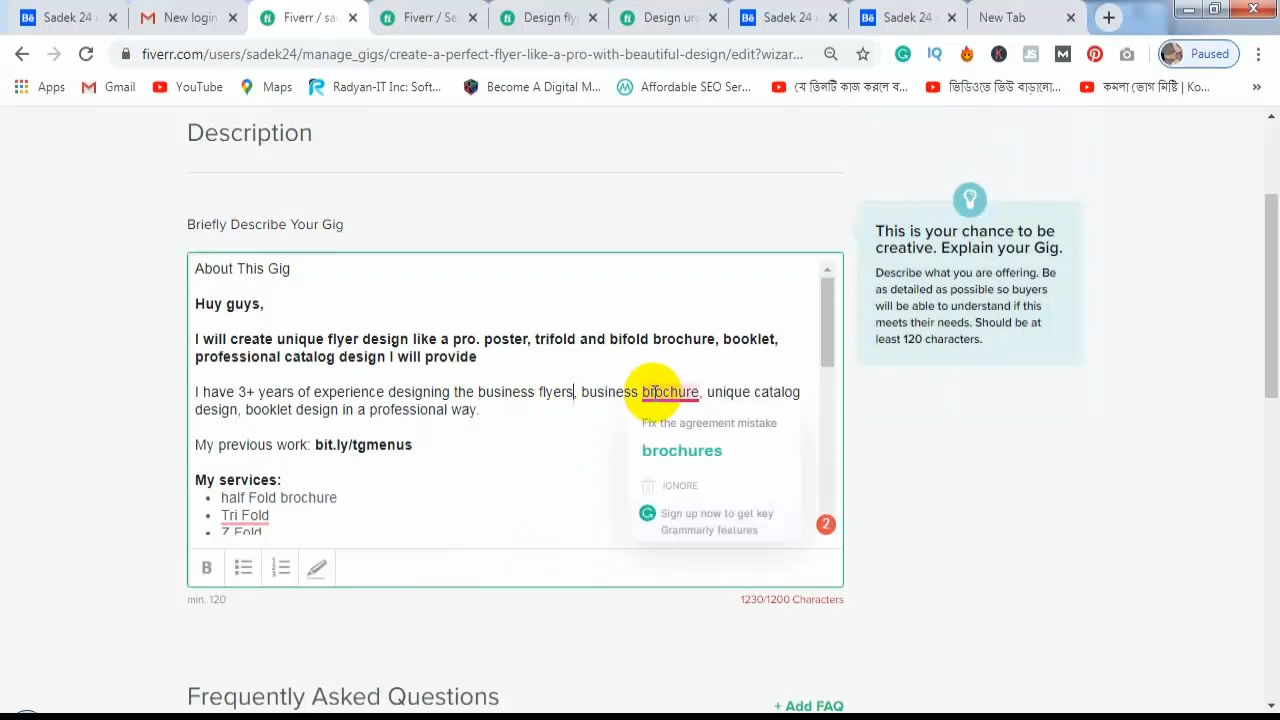 Sadek 24 u
New login
Fiverr / sa
Fiverr / Se
Design fly
Design un
Sadek 24 u
Sadek 24
New Tab
fiverr.com/users/sadek24/manage_gigs/create-a-perfect-flyer-like-a-pro-with-beautiful-design/edit?wizar...
Paused
Apps
Gmail
YouTube
Maps
Radyan-IT Inc: Soft...
Become A Digital M...
Affordable SEO Ser...
যে তিনটি কাজ করলে ব...
ভিডিওতে ভিউ বাড়ানো...
কমলা ভোগ মিষ্টি | Ko...
»
Description
Briefly Describe Your Gig
About This Gig
Huy guys,
I will create unique flyer design like a pro. poster, trifold and bifold brochure, booklet,
professional catalog design I will provide
I have 3+ years of experience designing the business flyers, business brochure, unique catalog
design, booklet design in a professional way.
My previous work: bit.ly/tgmenus
My services:
• half Fold brochure
• Tri Fold
• Z Fold
Fix the agreement mistake
brochures
IGNORE
Sign up now to get key
Grammarly features
2
B
min. 120
1230/1200 Characters
This is your chance to be
creative. Explain your Gig.
Describe what you are offering. Be
as detailed as possible so buyers
will be able to understand if this
meets their needs. Should be at
least 120 characters.
Frequently Asked Questions
+ Add FAQ